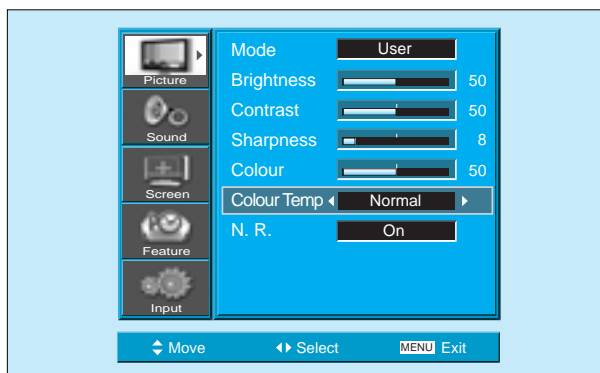 Picture
Sound
Screen
Feature
Input
Mode User
Brightness 50
Contrast 50
Sharpness 8
Colour 50
Colour Temp Normal
N. R. On
Move Select MENU Exit